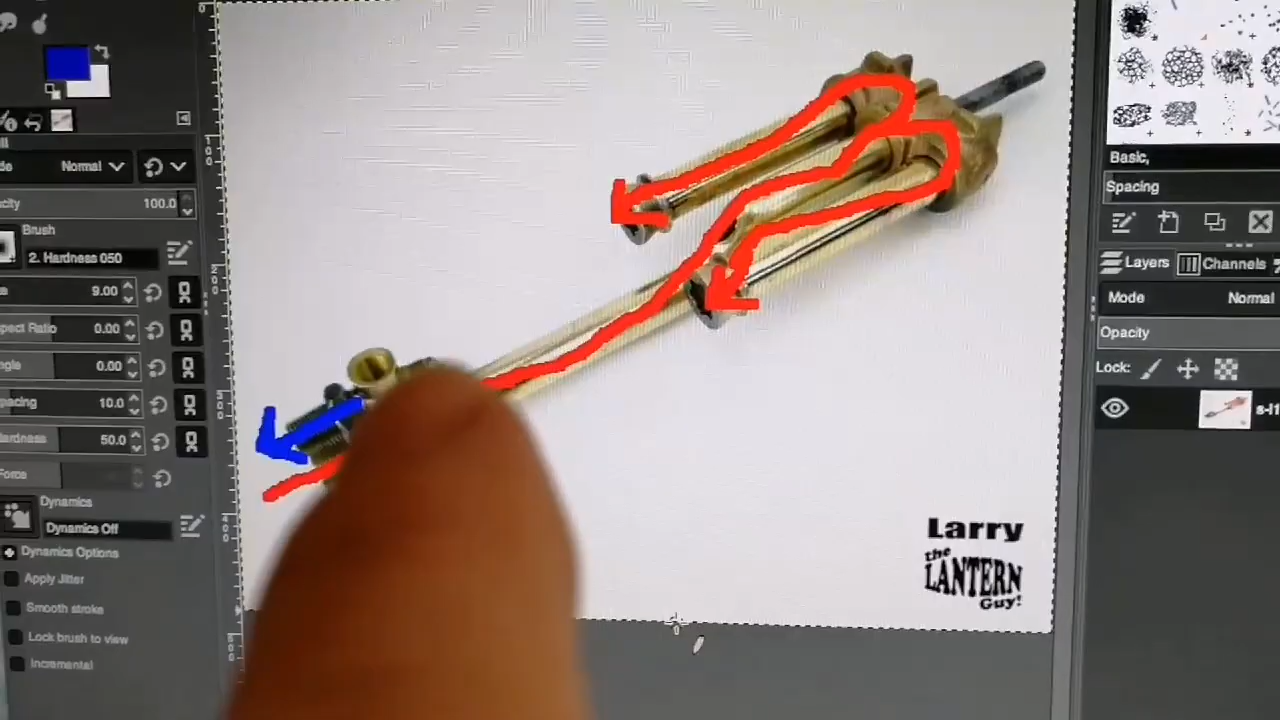 Normal
100.0
Brush
2. Hardness 050
9.00
0.00
0.00
10.0
50.0
Force
Dynamics
Dynamics Off
Dynamics Options
Apply Jitter
Smooth stroke
Lock brush to view
Incremental
Larry
the
LANTERN
Guy!
Basic,
Spacing
Layers
Channels
Mode
Normal
Opacity
Lock: